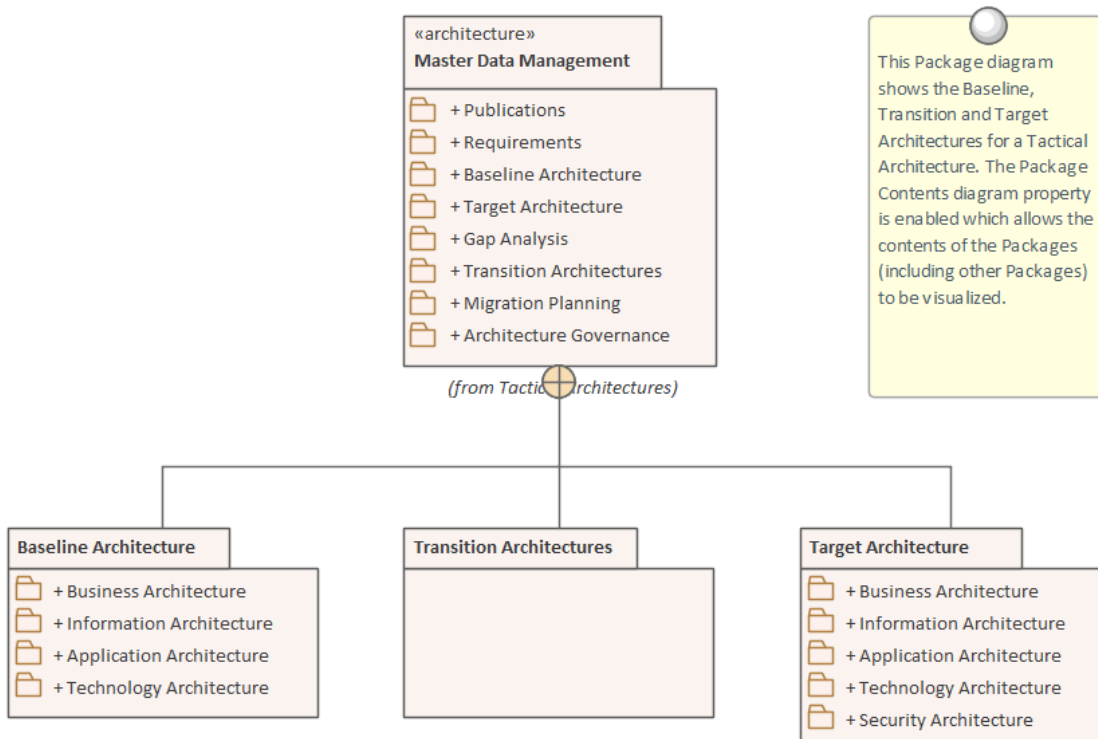 «architecture»
Master Data Management
+ Publications
+ Requirements
+ Baseline Architecture
+ Target Architecture
+ Gap Analysis
+ Transition Architectures
+ Migration Planning
+ Architecture Governance
(from Tactical Architectures)
This Package diagram
shows the Baseline,
Transition and Target
Architectures for a Tactical
Architecture. The Package
Contents diagram property
is enabled which allows the
contents of the Packages
(including other Packages)
to be visualized.
Baseline Architecture
+ Business Architecture
+ Information Architecture
+ Application Architecture
+ Technology Architecture
Transition Architectures
Target Architecture
+ Business Architecture
+ Information Architecture
+ Application Architecture
+ Technology Architecture
+ Security Architecture